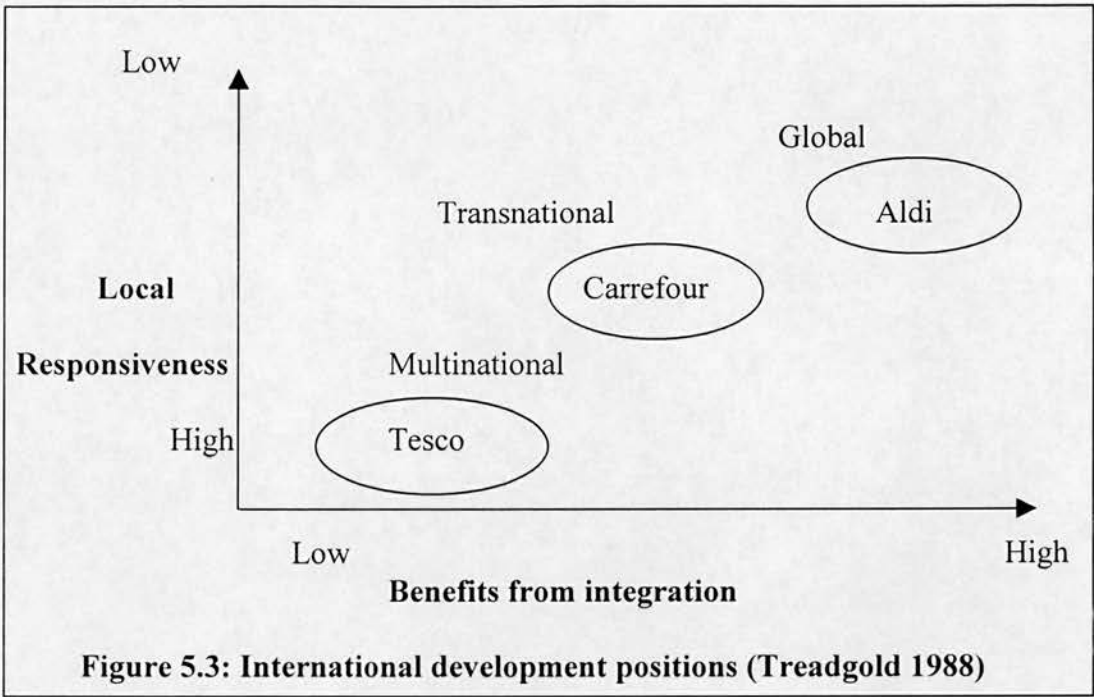 Low
Global
Aldi
Transnational
Carrefour
Local
Responsiveness
Multinational
High
Tesco
Low
High
Benefits from integration
Figure 5.3: International development positions (Treadgold 1988)